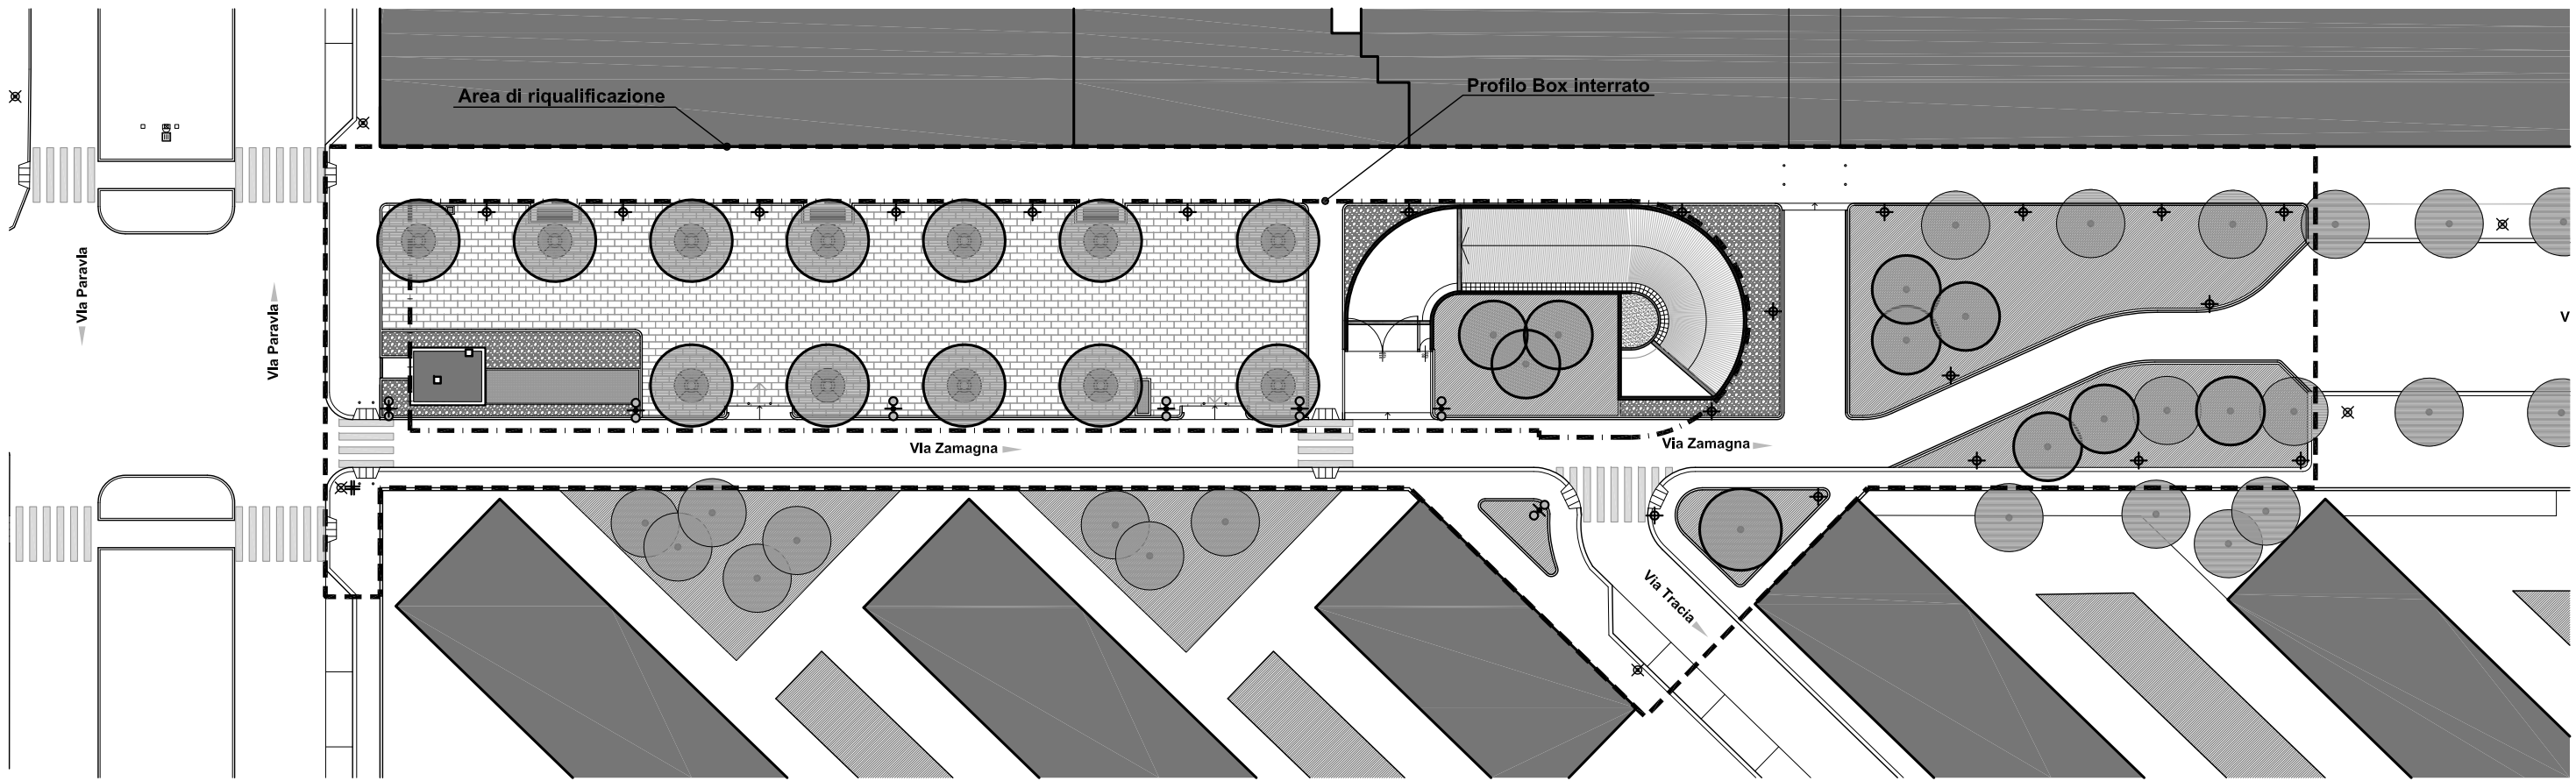 Area di riqualificazione
Profilo Box interrato
VIa Paravia
VIa Paravia
VIa Zamagna
Via Zamagna
Via Tracia
V